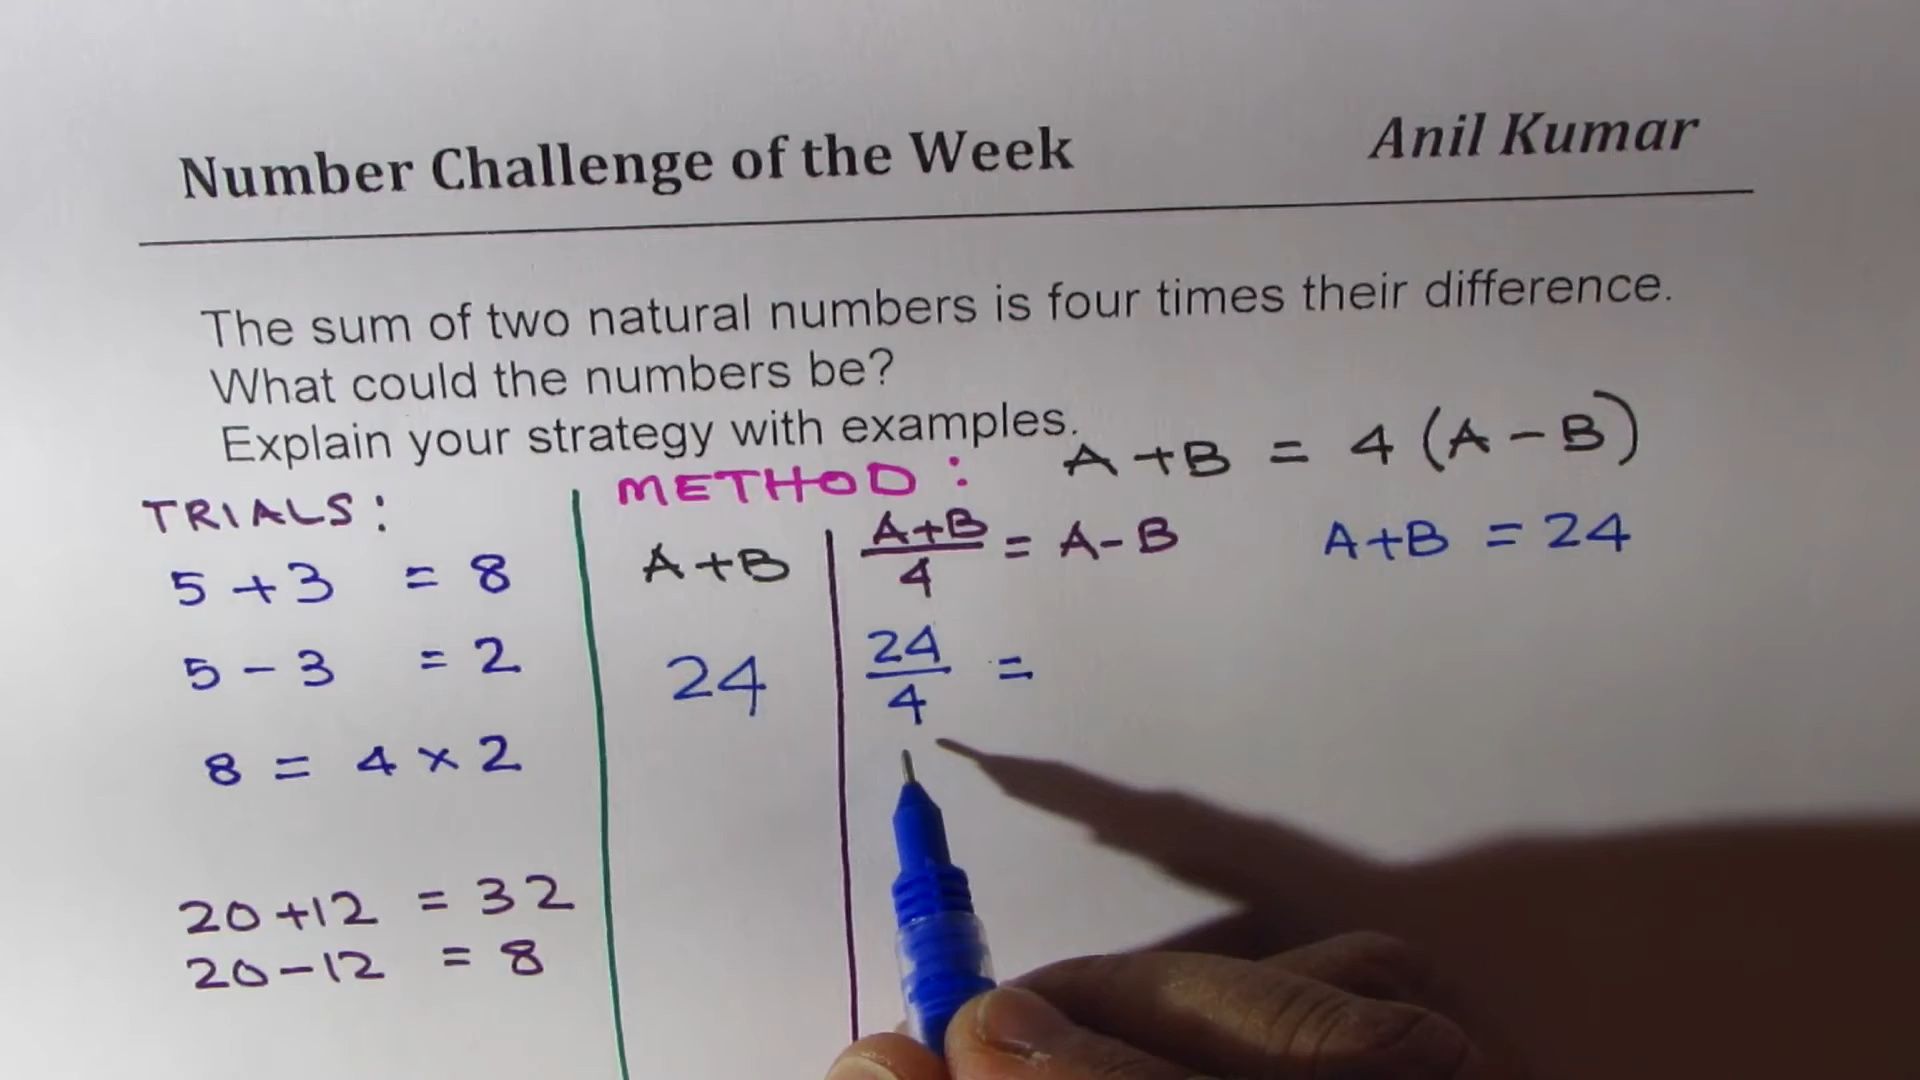 Number Challenge of the Week
Anil Kumar
The sum of two natural numbers is four times their difference.
What could the numbers be?
Explain your strategy with examples.
TRIALS:
5 + 3 = 8
5 - 3 = 2
8 = 4 × 2
20 + 12 = 32
20 - 12 = 8
METHOD:
A + B = 4 (A - B)
A + B
24
A+B/4 = A - B
24/4 =
A + B = 24